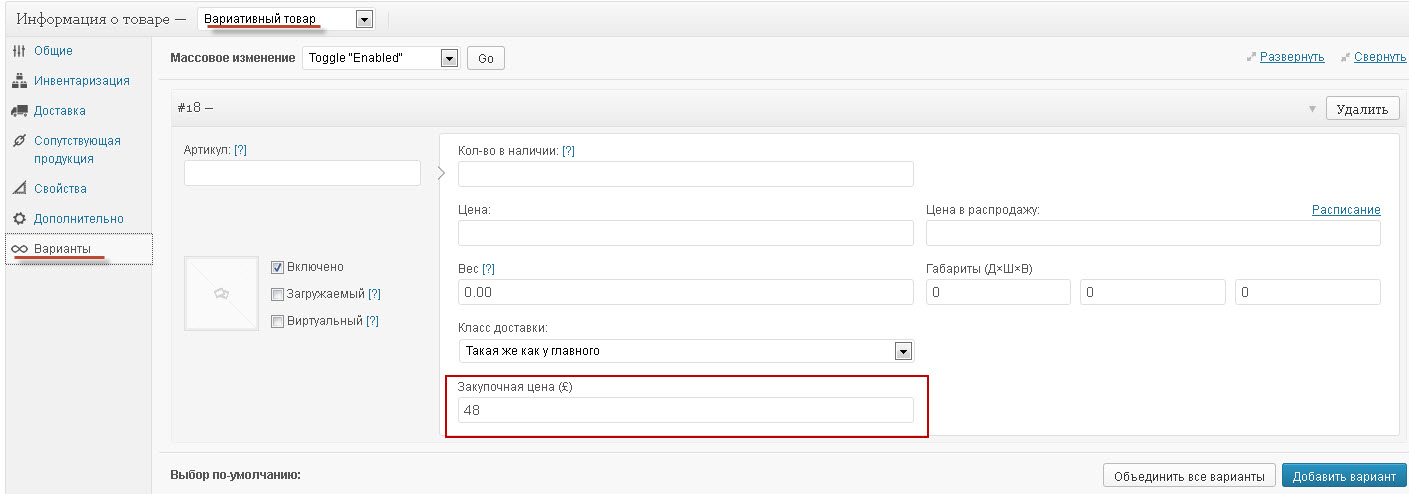 Информация о товаре — Вариативный товар
Общие
Инвентаризация
Доставка
Сопутствующая
продукция
Свойства
Дополнительно
Варианты
Массовое изменение Toggle "Enabled" Go Развернуть Свернуть
#18 — Удалить
Артикул: [?]
Включено
Загружаемый [?]
Виртуальный [?]
Кол-во в наличии: [?]
Цена: Цена в распродажу: Расписание
Вес [?] Габариты (Д×Ш×В)
0.00 0 0 0
Класс доставки:
Такая же как у главного
Закупочная цена (£)
48
Выбор по-умолчанию: Объединить все варианты Добавить вариант